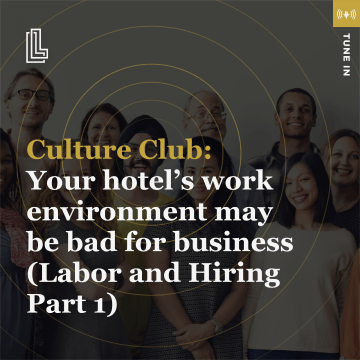 TUNE IN
Culture Club:
Your hotel’s work
environment may
be bad for business
(Labor and Hiring
Part 1)